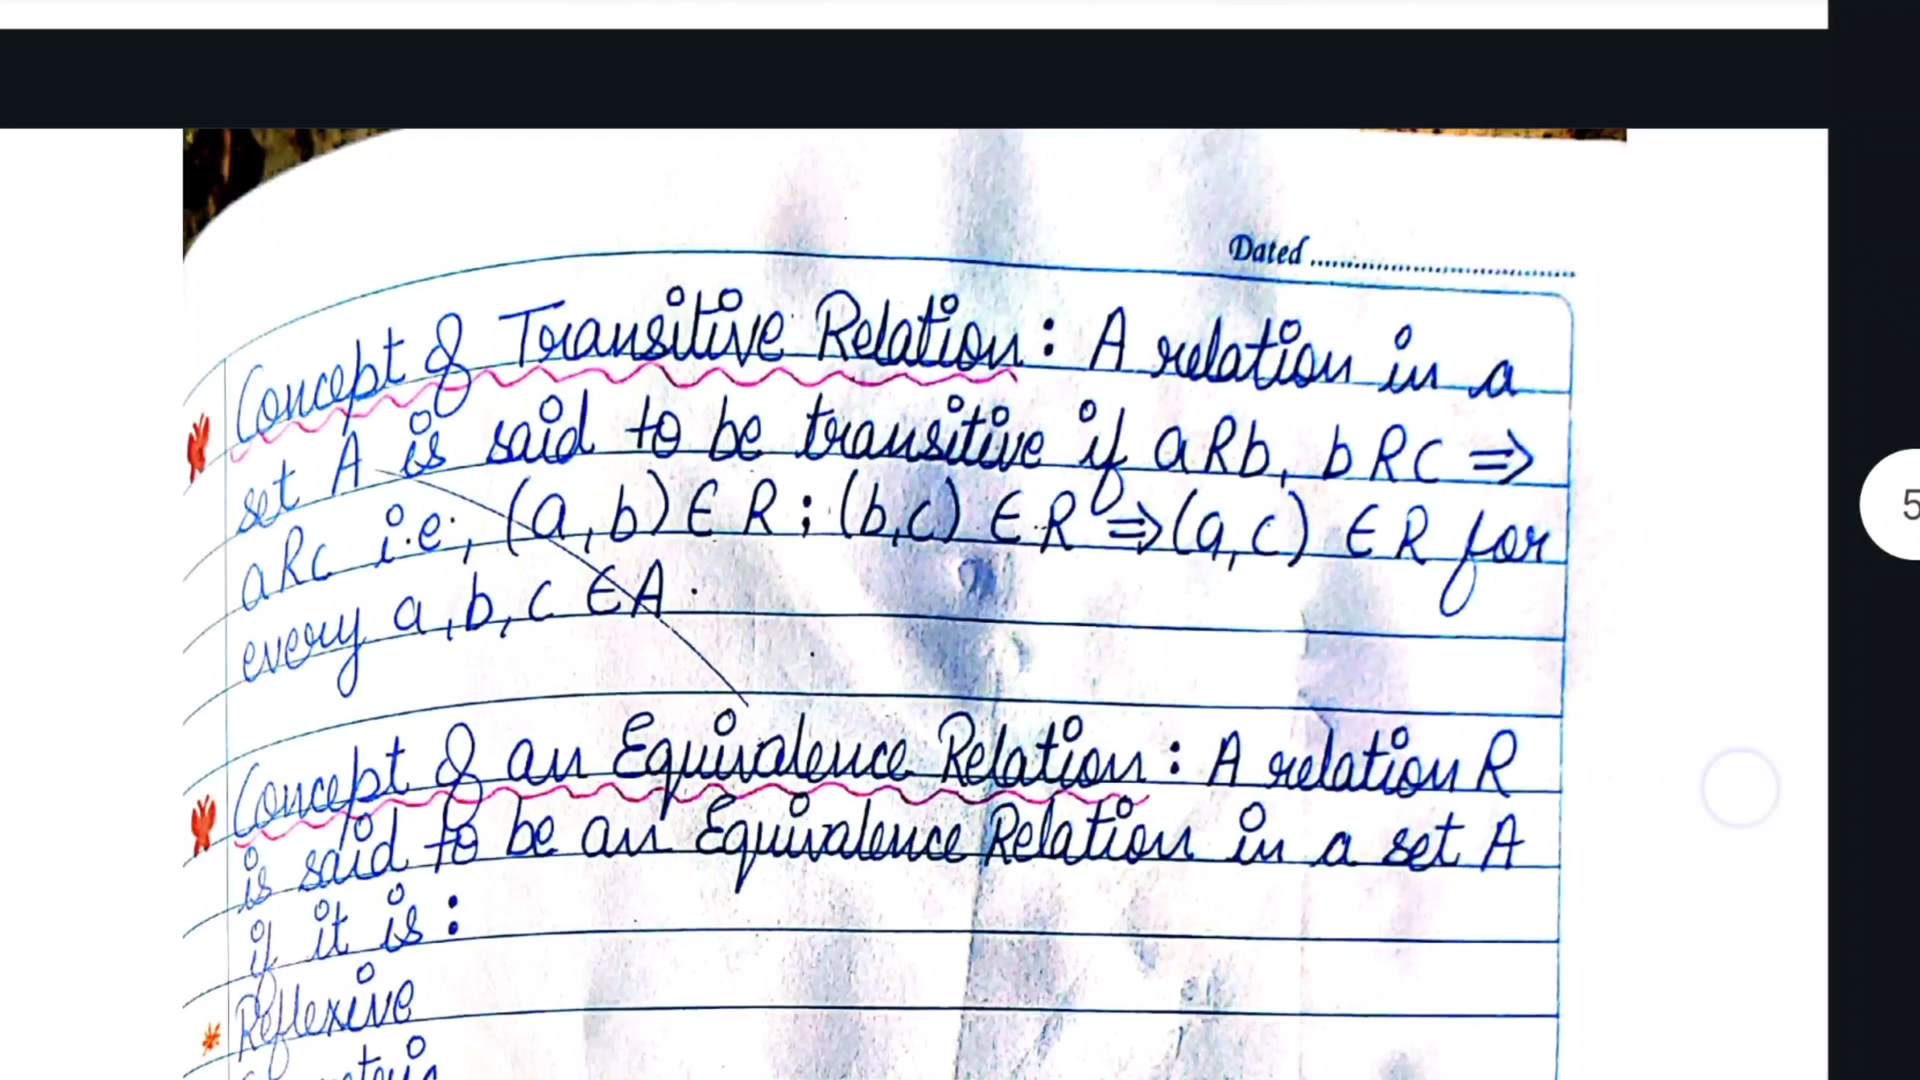 Dated
Concept of Transitive Relation : A relation in a
set A is said to be transitive if aRb, bRc ⇒
aRc i.e., (a,b) ∈ R ; (b,c) ∈ R ⇒ (a,c) ∈ R for
every a, b, c ∈ A.
Concept of an Equivalence Relation : A relation R
is said to be an Equivalence Relation in a set A
if it is :
* Reflexive
5